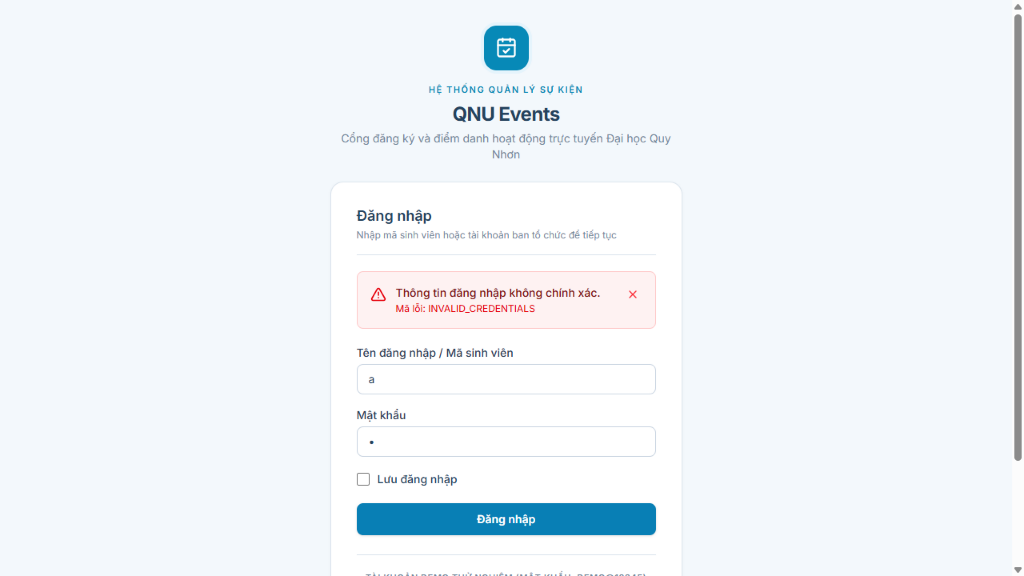 HỆ THỐNG QUẢN LÝ SỰ KIỆN
QNU Events
Cổng đăng ký và điểm danh hoạt động trực tuyến Đại học Quy
Nhơn
Đăng nhập
Nhập mã sinh viên hoặc tài khoản ban tổ chức để tiếp tục
Thông tin đăng nhập không chính xác.
Mã lỗi: INVALID_CREDENTIALS
Tên đăng nhập / Mã sinh viên
a
Mật khẩu
Lưu đăng nhập
Đăng nhập